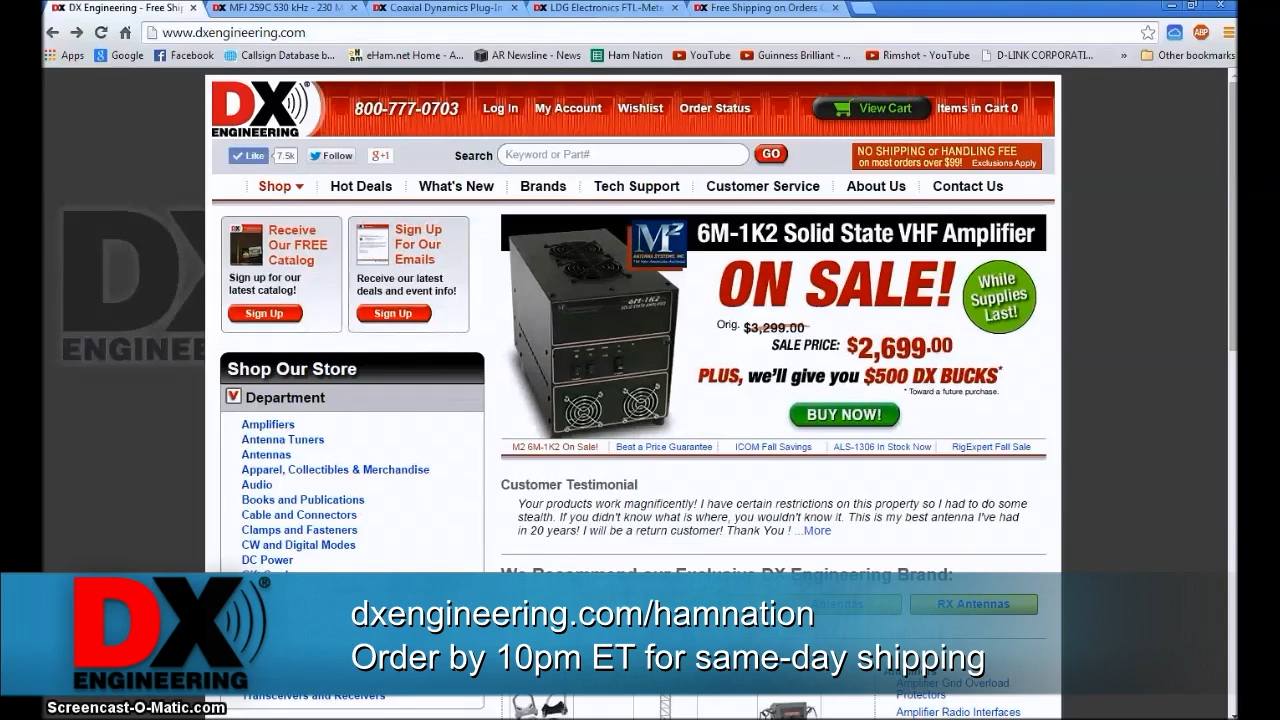 DX Engineering - Free Ship
MFJ 259C 530 kHz - 230 M
Coaxial Dynamics Plug-In
LDG Electronics FTL-Mete
Free Shipping on Orders O
www.dxengineering.com
Apps
Google
Facebook
Callsign Database b...
eHam.net Home - Am...
AR Newsline - News
Ham Nation
YouTube
Guinness Brilliant - ...
Rimshot - YouTube
D-LINK CORPORATI...
»
Other bookmarks
DX
ENGINEERING
800-777-0703
Log In
My Account
Wishlist
Order Status
View Cart
Items in Cart 0
Like
7.5k
Follow
g+1
Search
Keyword or Part#
GO
NO SHIPPING or HANDLING FEE
on most orders over $99! Exclusions Apply
Shop
Hot Deals
What's New
Brands
Tech Support
Customer Service
About Us
Contact Us
Receive
Our FREE
Catalog
Sign up for our
latest catalog!
Sign Up
Sign Up
For Our
Emails
Receive our latest
deals and event info!
Sign Up
DX
ENGINEERING
M2
6M-1K2 Solid State VHF Amplifier
6M-1K2
ON SALE!
While
Supplies
Last!
Orig. $3,299.00
SALE PRICE: $2,699.00
PLUS, we'll give you $500 DX BUCKS*
* Toward a future purchase.
BUY NOW!
M2 6M-1K2 On Sale!
Beat a Price Guarantee
ICOM Fall Savings
ALS-1306 In Stock Now
RigExpert Fall Sale
Shop Our Store
Department
Amplifiers
Antenna Tuners
Antennas
Apparel, Collectibles & Merchandise
Audio
Books and Publications
Cable and Connectors
Clamps and Fasteners
CW and Digital Modes
DC Power
Customer Testimonial
Your products work magnificently! I have certain restrictions on this property so I had to do some
stealth. If you didn't know what is where, you wouldn't know it. This is my best antenna I've had
in 20 years! I will be a return customer! Thank You ! ...More
We Recommend our Exclusive DX Engineering Brand:
Antennas
RX Antennas
DX
ENGINEERING
dxengineering.com/hamnation
Order by 10pm ET for same-day shipping
Transceivers and Receivers
Amplifier Grid Overload
Protectors
Amplifier Radio Interfaces
Screencast-O-Matic.com